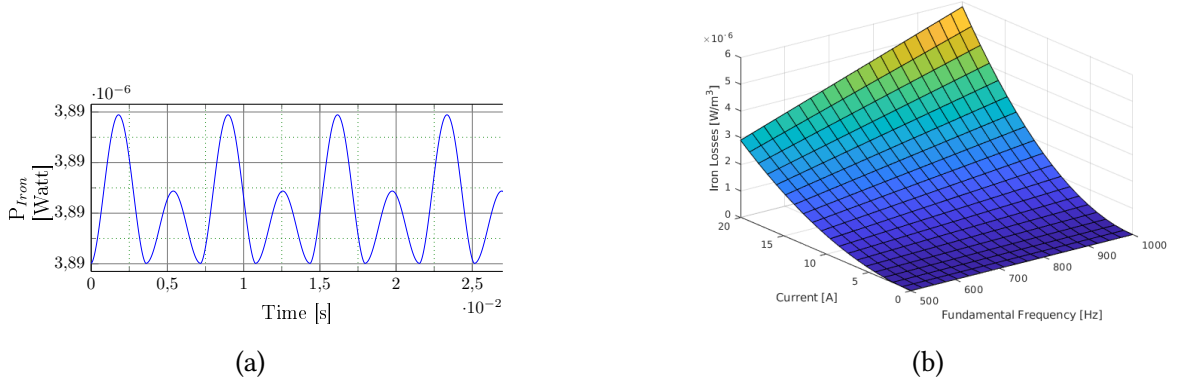 ·10⁻⁶
3,89
3,89
3,89
3,89
P_Iron
[Watt]
0 0,5 1 1,5 2 2,5
·10⁻²
Time [s]
(a)
×10⁻⁶
6
5
4
3
2
1
0
Iron Losses [W/m³]
20
15
10
5
0
Current [A]
500
600
700
800
900
1000
Fundamental Frequency [Hz]
(b)